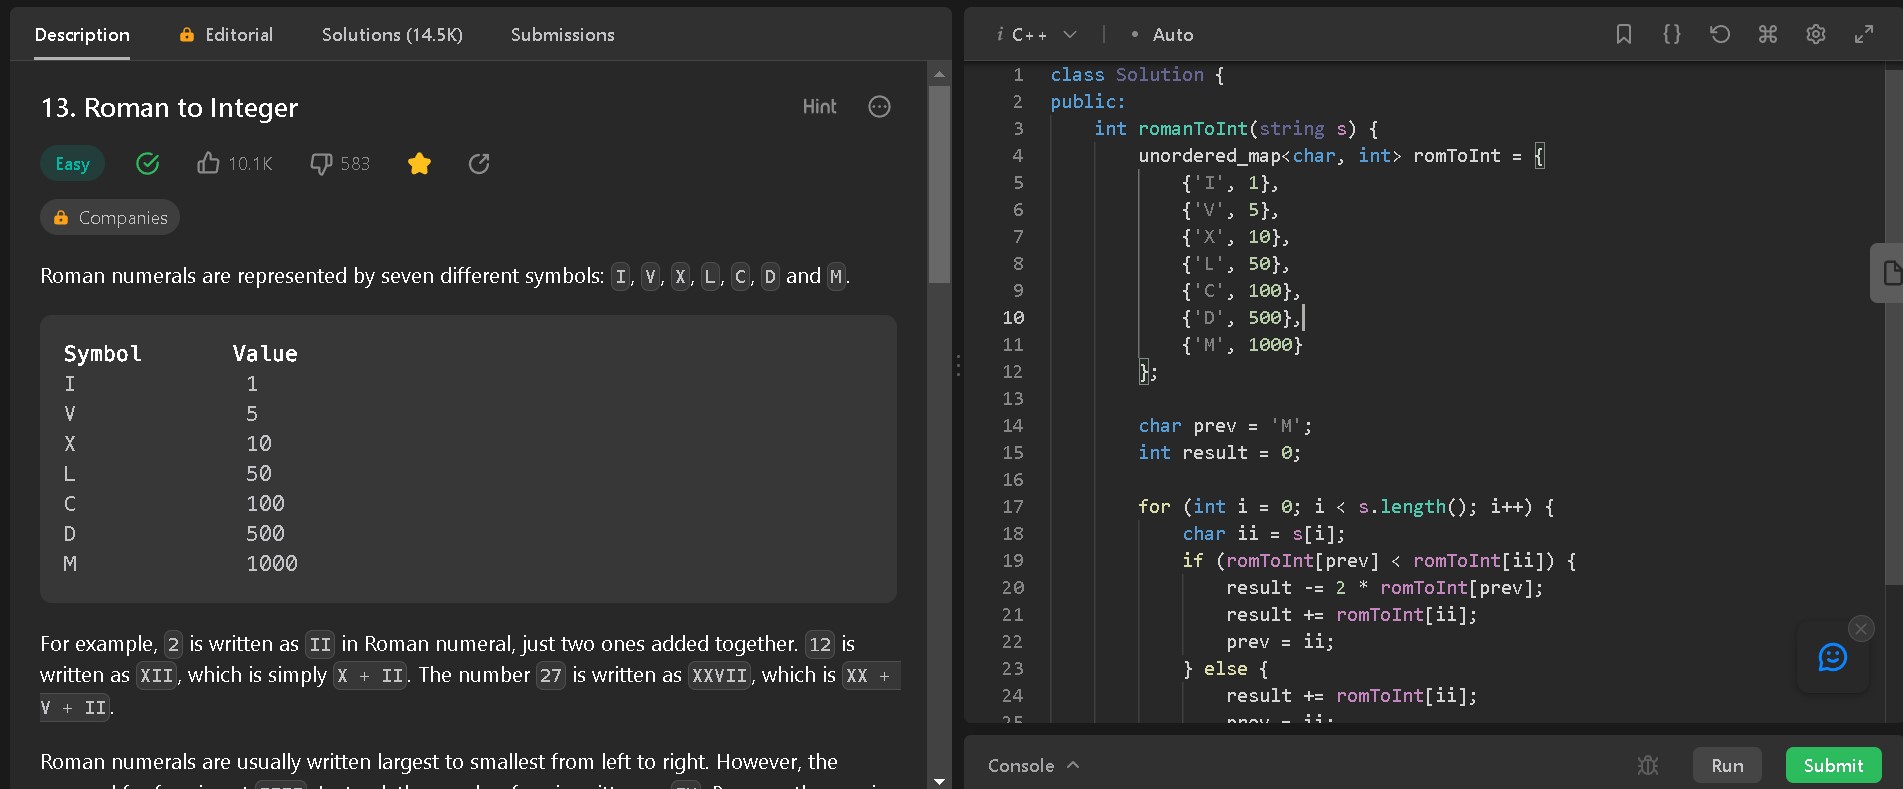 Description Editorial Solutions (14.5K) Submissions
13. Roman to Integer Hint
Easy 10.1K 583
Companies
Roman numerals are represented by seven different symbols: I, V, X, L, C, D and M.
Symbol Value
I 1
V 5
X 10
L 50
C 100
D 500
M 1000
For example, 2 is written as II in Roman numeral, just two ones added together. 12 is
written as XII, which is simply X + II. The number 27 is written as XXVII, which is XX +
V + II.
Roman numerals are usually written largest to smallest from left to right. However, the
i C++ • Auto
1 class Solution {
2 public:
3 int romanToInt(string s) {
4 unordered_map<char, int> romToInt = {
5 {'I', 1},
6 {'V', 5},
7 {'X', 10},
8 {'L', 50},
9 {'C', 100},
10 {'D', 500},
11 {'M', 1000}
12 };
13
14 char prev = 'M';
15 int result = 0;
16
17 for (int i = 0; i < s.length(); i++) {
18 char ii = s[i];
19 if (romToInt[prev] < romToInt[ii]) {
20 result -= 2 * romToInt[prev];
21 result += romToInt[ii];
22 prev = ii;
23 } else {
24 result += romToInt[ii];
25 prev = ii;
Console Run Submit